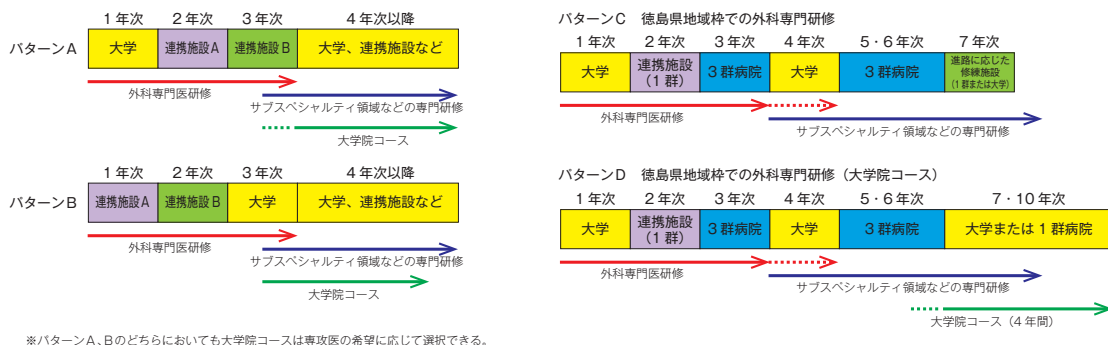 １年次 ２年次 ３年次 ４年次以降
パターンＡ 大学 連携施設Ａ 連携施設Ｂ 大学、連携施設など
外科専門医研修
サブスペシャルティ領域などの専門研修
大学院コース
１年次 ２年次 ３年次 ４年次以降
パターンＢ 連携施設Ａ 連携施設Ｂ 大学 大学、連携施設など
外科専門医研修
サブスペシャルティ領域などの専門研修
大学院コース
※パターンＡ、Ｂのどちらにおいても大学院コースは専攻医の希望に応じて選択できる。
パターンＣ 徳島県地域枠での外科専門研修
１年次 ２年次 ３年次 ４年次 ５・６年次 ７年次
大学 連携施設（１群） ３群病院 大学 ３群病院 進路に応じた修練施設（１群または大学）
外科専門医研修
サブスペシャルティ領域などの専門研修
パターンＤ 徳島県地域枠での外科専門研修（大学院コース）
１年次 ２年次 ３年次 ４年次 ５・６年次 ７・10 年次
大学 連携施設（１群） ３群病院 大学 ３群病院 大学または１群病院
外科専門医研修
サブスペシャルティ領域などの専門研修
大学院コース（４年間）